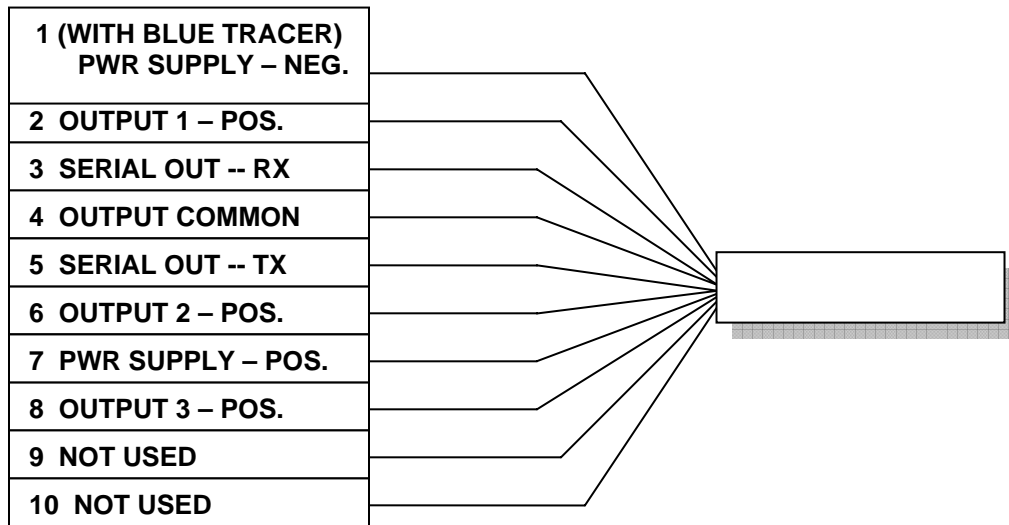 1 (WITH BLUE TRACER)
PWR SUPPLY – NEG.
2 OUTPUT 1 – POS.
3 SERIAL OUT -- RX
4 OUTPUT COMMON
5 SERIAL OUT -- TX
6 OUTPUT 2 – POS.
7 PWR SUPPLY – POS.
8 OUTPUT 3 – POS.
9 NOT USED
10 NOT USED